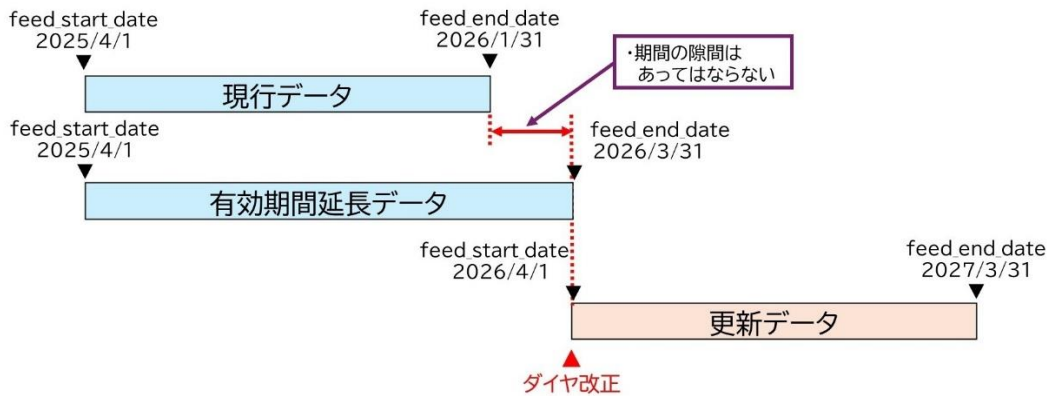 feed_start_date
2025/4/1
feed_end_date
2026/1/31
・期間の隙間は
あってはならない
現行データ
feed_start_date
2025/4/1
feed_end_date
2026/3/31
有効期間延長データ
feed_start_date
2026/4/1
feed_end_date
2027/3/31
更新データ
ダイヤ改正